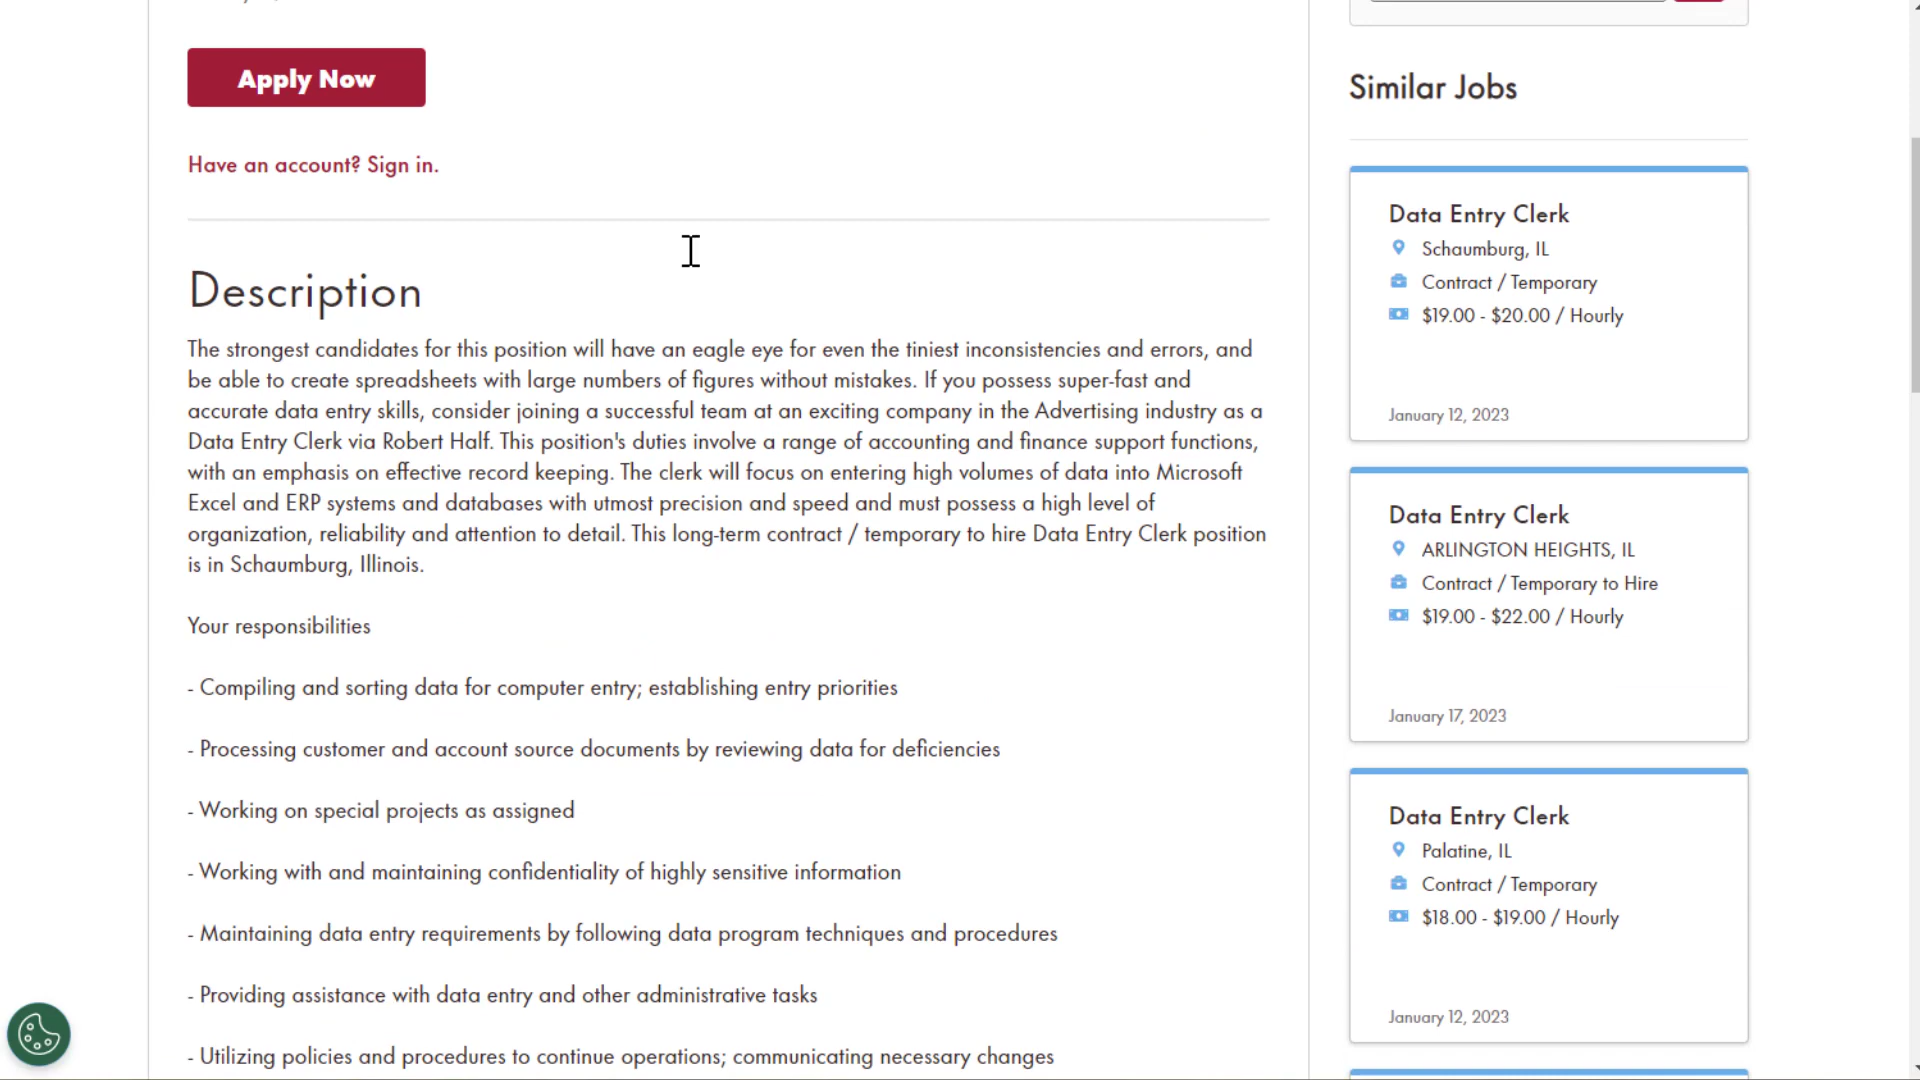 Apply Now
Have an account? Sign in.
Description
The strongest candidates for this position will have an eagle eye for even the tiniest inconsistencies and errors, and
be able to create spreadsheets with large numbers of figures without mistakes. If you possess super-fast and
accurate data entry skills, consider joining a successful team at an exciting company in the Advertising industry as a
Data Entry Clerk via Robert Half. This position's duties involve a range of accounting and finance support functions,
with an emphasis on effective record keeping. The clerk will focus on entering high volumes of data into Microsoft
Excel and ERP systems and databases with utmost precision and speed and must possess a high level of
organization, reliability and attention to detail. This long-term contract / temporary to hire Data Entry Clerk position
is in Schaumburg, Illinois.
Your responsibilities
- Compiling and sorting data for computer entry; establishing entry priorities
- Processing customer and account source documents by reviewing data for deficiencies
- Working on special projects as assigned
- Working with and maintaining confidentiality of highly sensitive information
- Maintaining data entry requirements by following data program techniques and procedures
- Providing assistance with data entry and other administrative tasks
- Utilizing policies and procedures to continue operations; communicating necessary changes
Similar Jobs
Data Entry Clerk
Schaumburg, IL
Contract / Temporary
$19.00 - $20.00 / Hourly
January 12, 2023
Data Entry Clerk
ARLINGTON HEIGHTS, IL
Contract / Temporary to Hire
$19.00 - $22.00 / Hourly
January 17, 2023
Data Entry Clerk
Palatine, IL
Contract / Temporary
$18.00 - $19.00 / Hourly
January 12, 2023